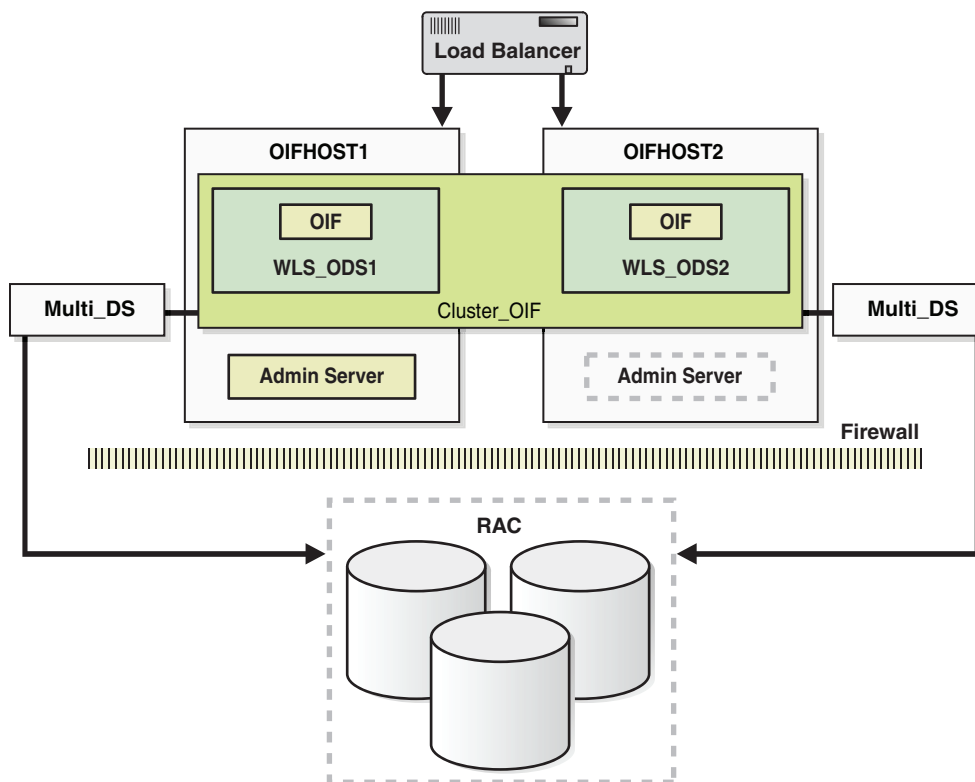 Load Balancer
OIFHOST1
OIFHOST2
OIF
OIF
WLS_ODS1
WLS_ODS2
Multi_DS
Cluster_OIF
Multi_DS
Admin Server
Admin Server
Firewall
RAC